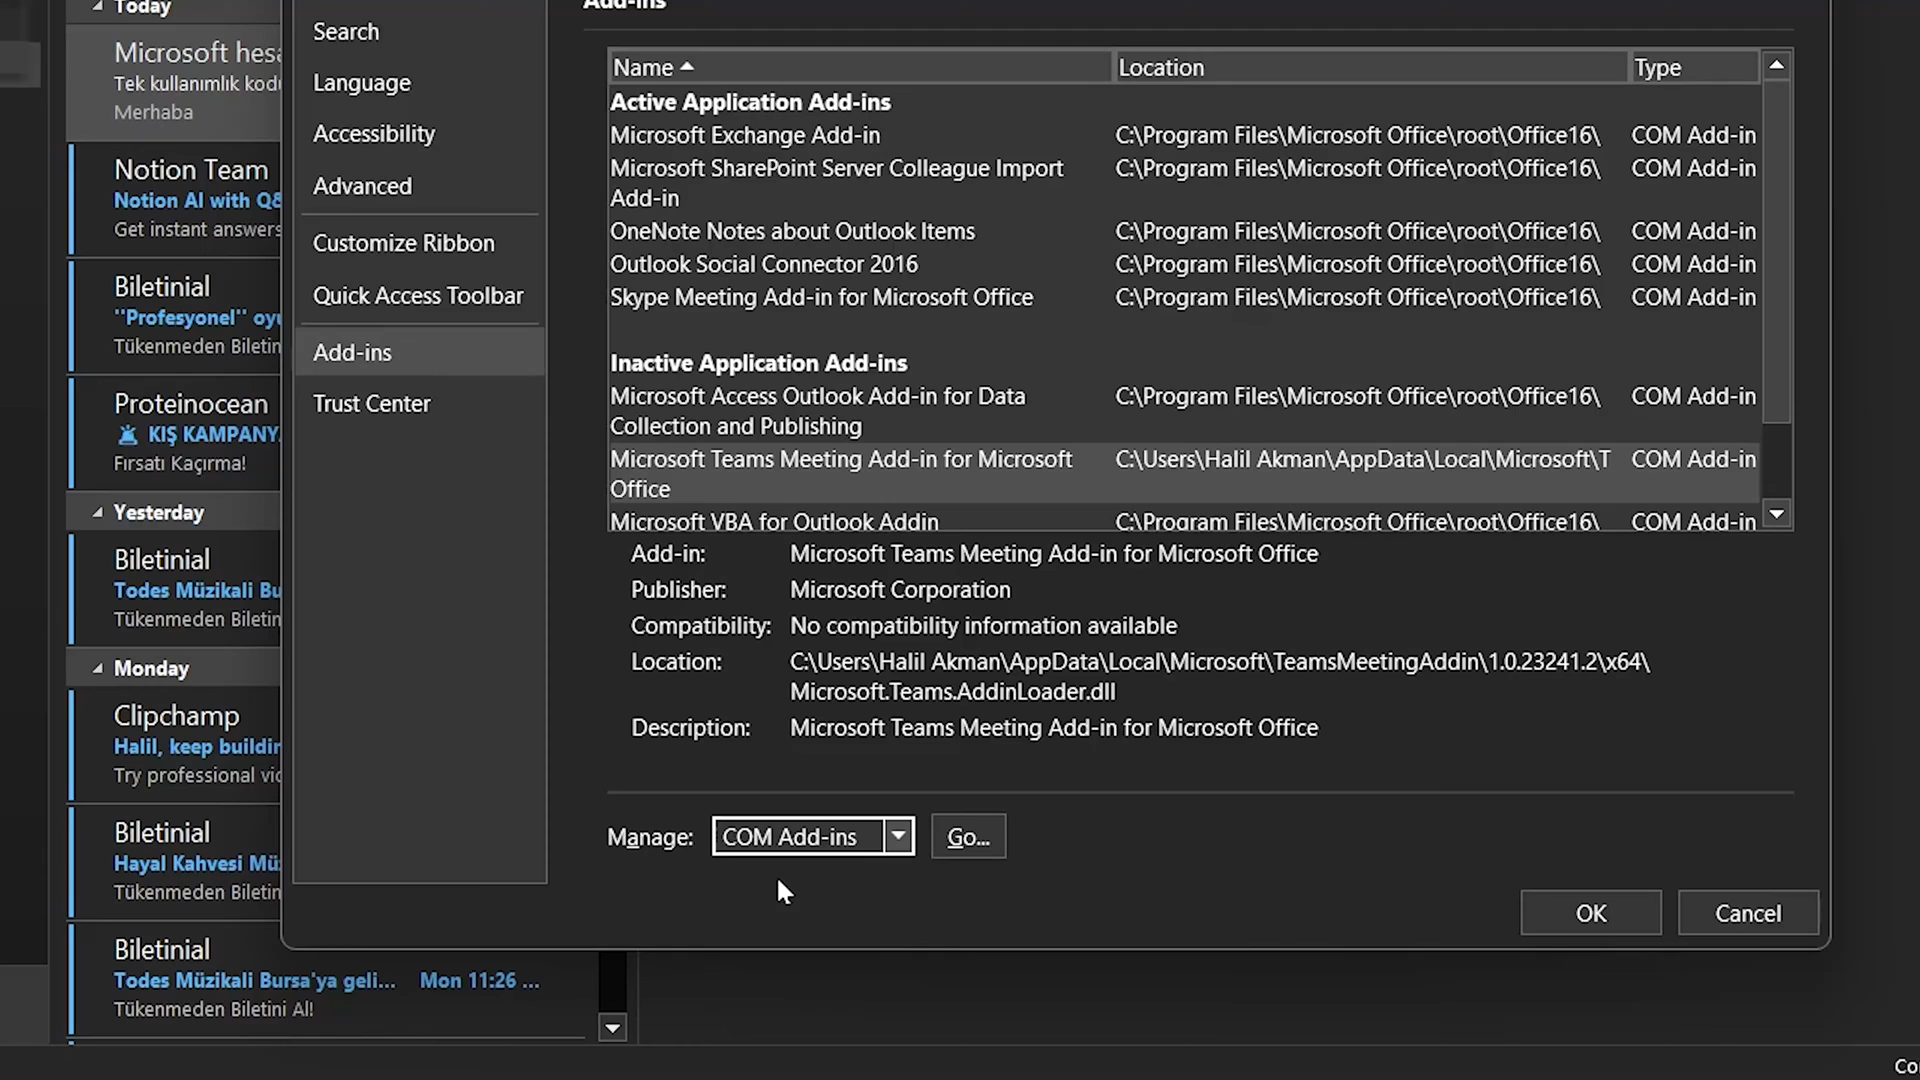 Today
Microsoft hesa
Tek kullanımlık kodu
Merhaba
Notion Team
Notion AI with Q&
Get instant answers
Biletinial
''Profesyonel'' oyu
Tükenmeden Biletin
Proteinocean
KIŞ KAMPANY
Fırsatı Kaçırma!
Yesterday
Biletinial
Todes Müzikali Bu
Tükenmeden Biletin
Monday
Clipchamp
Halil, keep buildin
Try professional vid
Biletinial
Hayal Kahvesi Mü
Tükenmeden Biletin
Biletinial
Todes Müzikali Bursa'ya geli... Mon 11:26 ...
Tükenmeden Biletini Al!
Search
Language
Accessibility
Advanced
Customize Ribbon
Quick Access Toolbar
Add-ins
Trust Center
Add-ins
Name Location Type
Active Application Add-ins
Microsoft Exchange Add-in C:\Program Files\Microsoft Office\root\Office16\ COM Add-in
Microsoft SharePoint Server Colleague Import C:\Program Files\Microsoft Office\root\Office16\ COM Add-in
Add-in
OneNote Notes about Outlook Items C:\Program Files\Microsoft Office\root\Office16\ COM Add-in
Outlook Social Connector 2016 C:\Program Files\Microsoft Office\root\Office16\ COM Add-in
Skype Meeting Add-in for Microsoft Office C:\Program Files\Microsoft Office\root\Office16\ COM Add-in
Inactive Application Add-ins
Microsoft Access Outlook Add-in for Data C:\Program Files\Microsoft Office\root\Office16\ COM Add-in
Collection and Publishing
Microsoft Teams Meeting Add-in for Microsoft C:\Users\Halil Akman\AppData\Local\Microsoft\T COM Add-in
Office
Microsoft VBA for Outlook Addin C:\Program Files\Microsoft Office\root\Office16\ COM Add-in
Add-in: Microsoft Teams Meeting Add-in for Microsoft Office
Publisher: Microsoft Corporation
Compatibility: No compatibility information available
Location: C:\Users\Halil Akman\AppData\Local\Microsoft\TeamsMeetingAddin\1.0.23241.2\x64\
Microsoft.Teams.AddinLoader.dll
Description: Microsoft Teams Meeting Add-in for Microsoft Office
Manage: COM Add-ins Go...
OK Cancel
Co